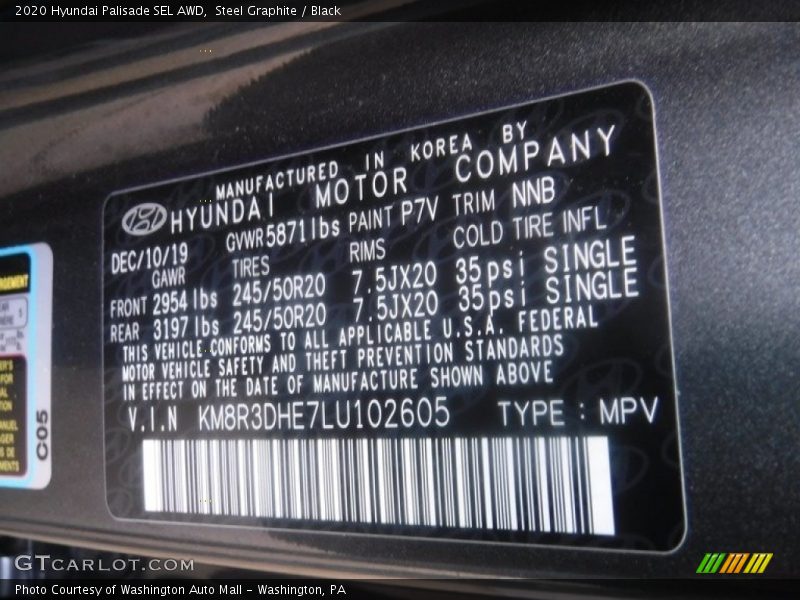 2020 Hyundai Palisade SEL AWD,  Steel Graphite / Black
MANUFACTURED IN KOREA BY
HYUNDAI MOTOR COMPANY
DEC/10/19 GVWR 5871lbs PAINT P7V TRIM NNB
GAWR TIRES RIMS COLD TIRE INFL
FRONT 2954 lbs 245/50R20 7.5JX20 35psi SINGLE
REAR 3197 lbs 245/50R20 7.5JX20 35psi SINGLE
THIS VEHICLE CONFORMS TO ALL APPLICABLE U.S.A. FEDERAL
MOTOR VEHICLE SAFETY AND THEFT PREVENTION STANDARDS
IN EFFECT ON THE DATE OF MANUFACTURE SHOWN ABOVE
V.I.N KM8R3DHE7LU102605 TYPE : MPV
C05
GTCARLOT.COM
Photo Courtesy of Washington Auto Mall - Washington, PA